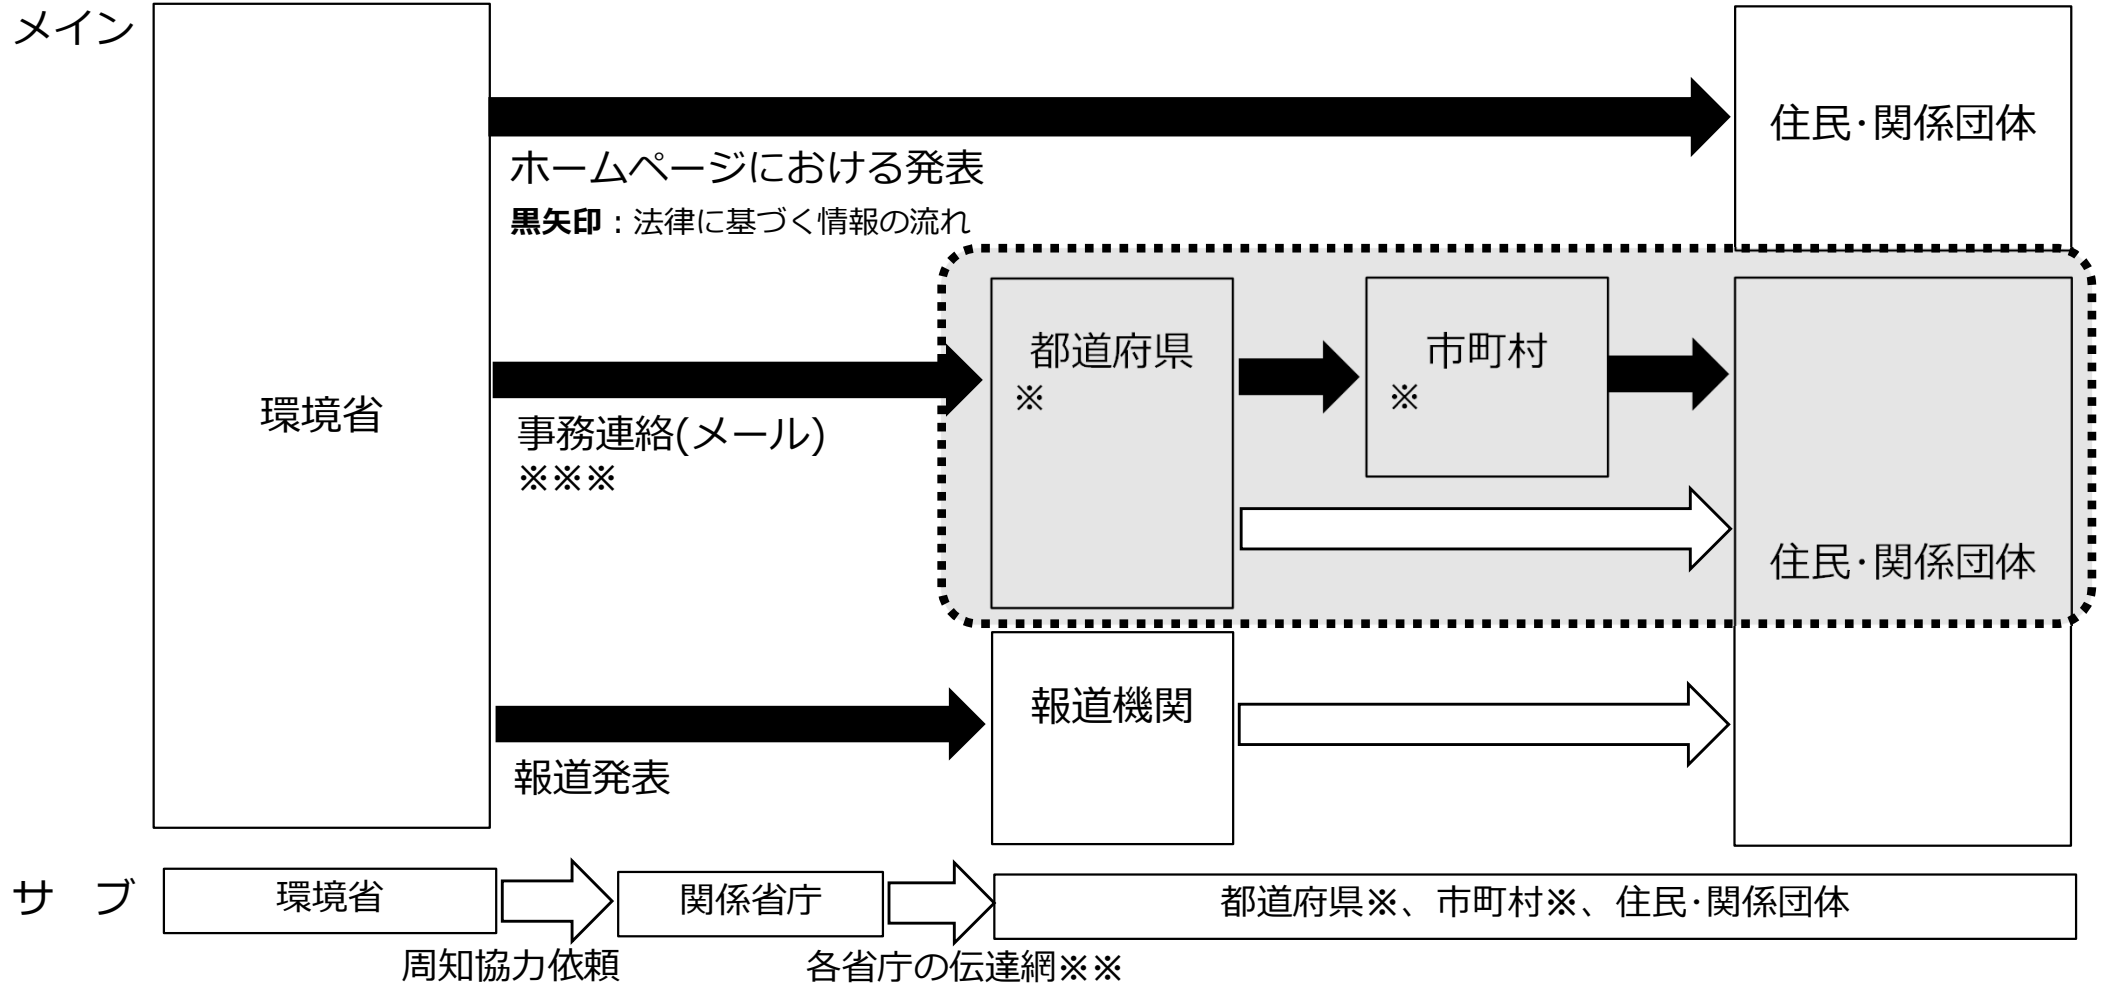 メイン
環境省
住民･関係団体
ホームページにおける発表
黒矢印：法律に基づく情報の流れ
都道府県
※
市町村
※
事務連絡(メール)
※※※
住民･関係団体
報道機関
報道発表
サ　ブ
環境省
関係省庁
都道府県※、市町村※、住民･関係団体
周知協力依頼
各省庁の伝達網※※